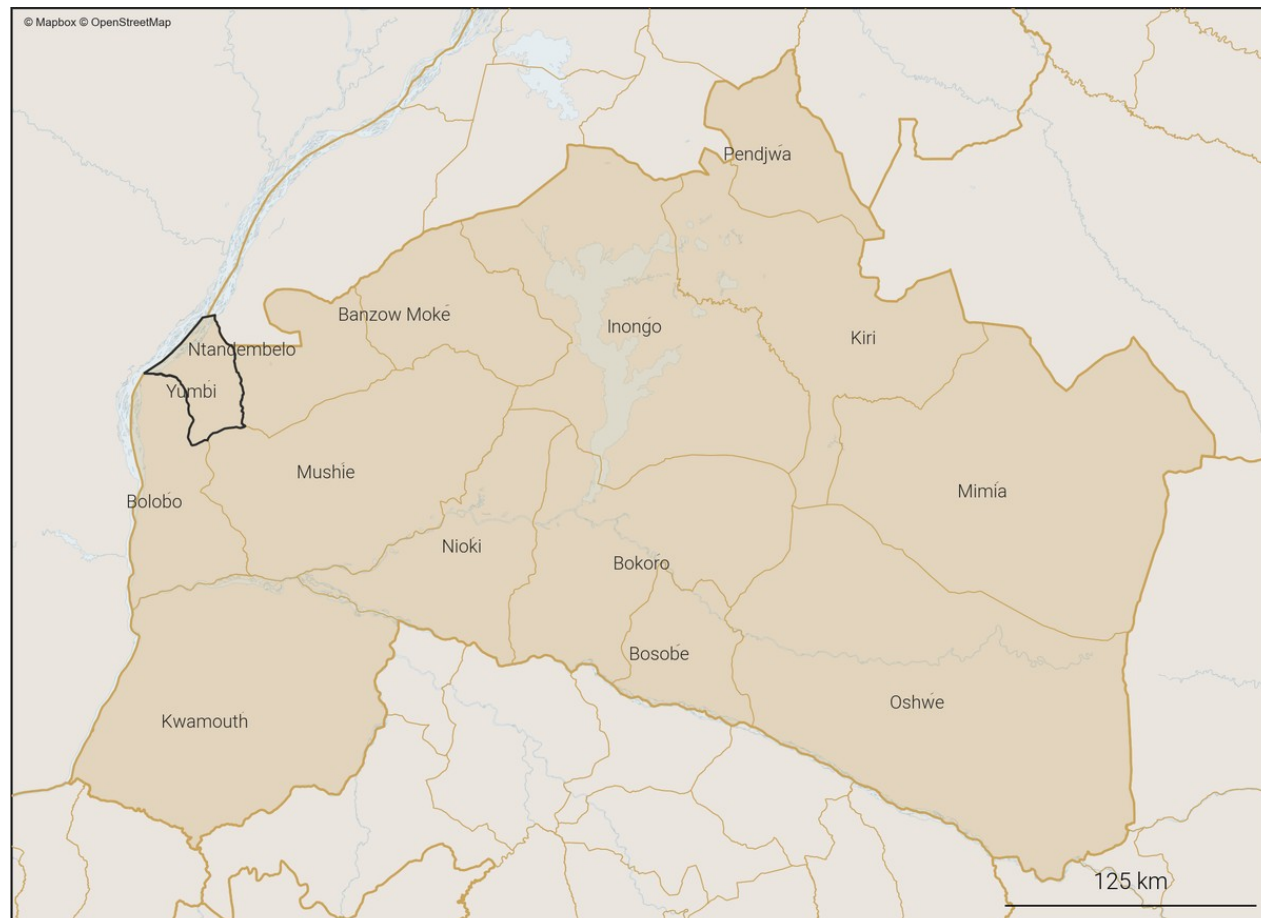 © Mapbox © OpenStreetMap
Pendjwa
Banzow Moke
Inongo
Kiri
Ntandembelo
Yumbi
Mushie
Mimia
Bolobo
Nioki
Bokoro
Bosobe
Oshwe
Kwamouth
125 km